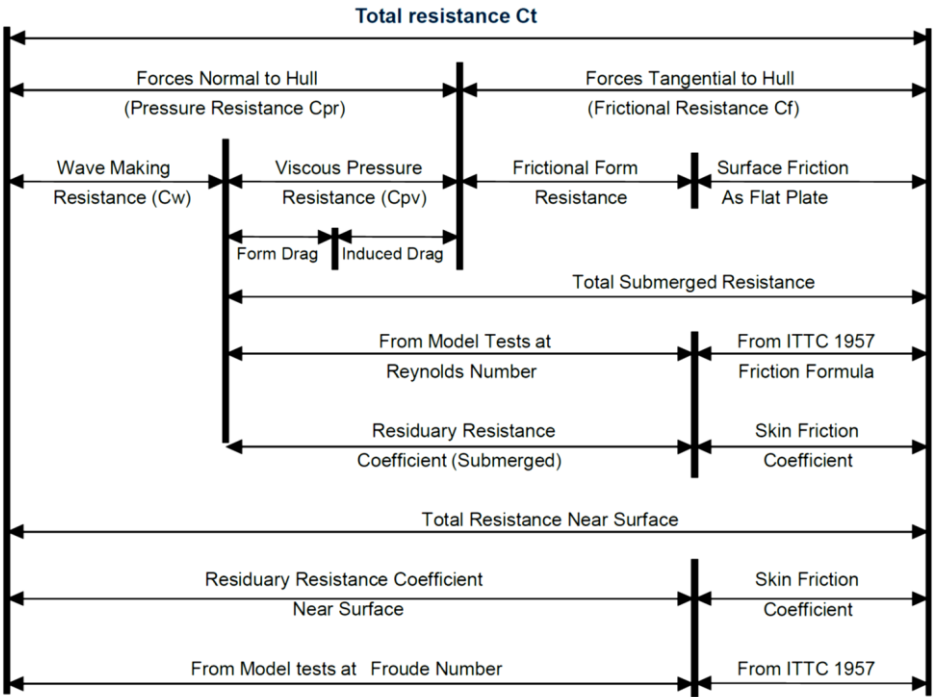 Total resistance Ct
Forces Normal to Hull
(Pressure Resistance Cpr)
Forces Tangential to Hull
(Frictional Resistance Cf)
Wave Making
Resistance (Cw)
Viscous Pressure
Resistance (Cpv)
Frictional Form
Resistance
Surface Friction
As Flat Plate
Form Drag
Induced Drag
Total Submerged Resistance
From Model Tests at
Reynolds Number
From ITTC 1957
Friction Formula
Residuary Resistance
Coefficient (Submerged)
Skin Friction
Coefficient
Total Resistance Near Surface
Residuary Resistance Coefficient
Near Surface
Skin Friction
Coefficient
From Model tests at Froude Number
From ITTC 1957